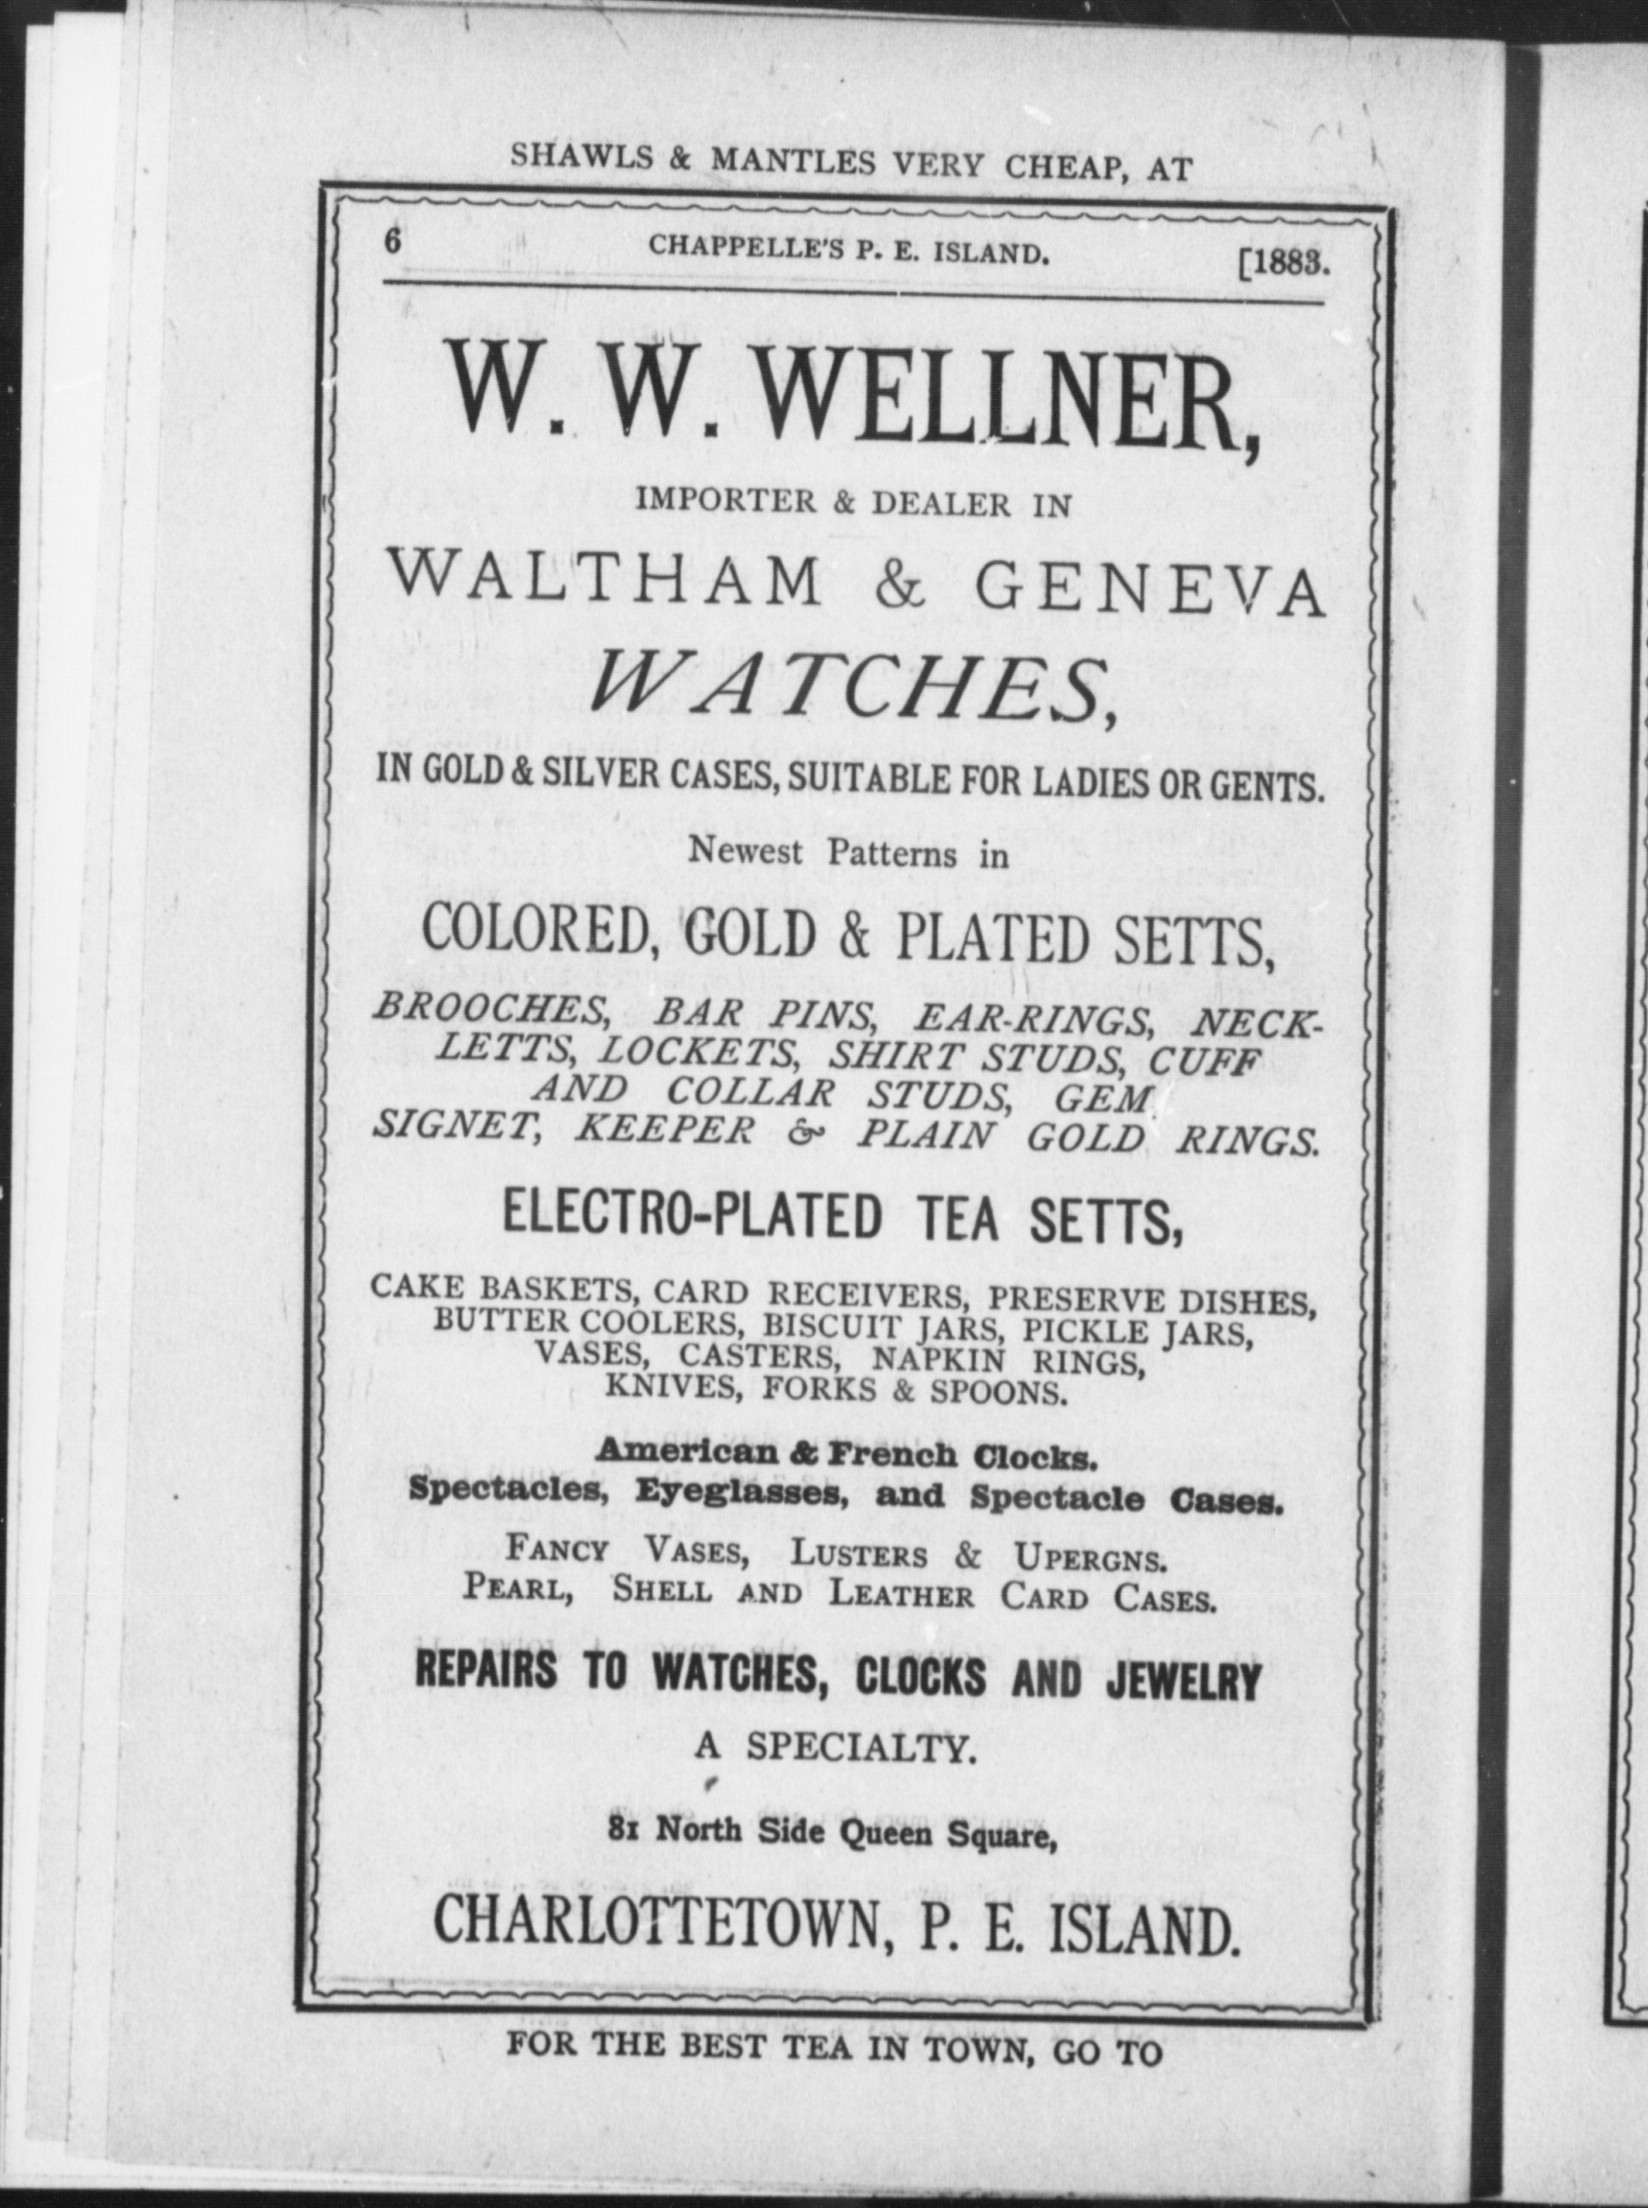 SHAWLS & MANTLES VERY CHEAP, AT
6 CHAPPELLE'S P. E. ISLAND. [1883.
W. W. WELLNER,
IMPORTER & DEALER IN
WALTHAM & GENEVA
WATCHES,
IN GOLD & SILVER CASES, SUITABLE FOR LADIES OR GENTS.
Newest Patterns in
COLORED, GOLD & PLATED SETTS,
BROOCHES, BAR PINS, EAR-RINGS, NECK-
LETTS, LOCKETS, SHIRT STUDS, CUFF
AND COLLAR STUDS, GEM
SIGNET, KEEPER & PLAIN GOLD RINGS.
ELECTRO-PLATED TEA SETTS,
CAKE BASKETS, CARD RECEIVERS, PRESERVE DISHES,
BUTTER COOLERS, BISCUIT JARS, PICKLE JARS,
VASES, CASTERS, NAPKIN RINGS,
KNIVES, FORKS & SPOONS.
American & French Clocks.
Spectacles, Eyeglasses, and Spectacle Cases.
FANCY VASES, LUSTERS & UPERGNS.
PEARL, SHELL AND LEATHER CARD CASES.
REPAIRS TO WATCHES, CLOCKS AND JEWELRY
A SPECIALTY.
81 North Side Queen Square,
CHARLOTTETOWN, P. E. ISLAND.
FOR THE BEST TEA IN TOWN, GO TO